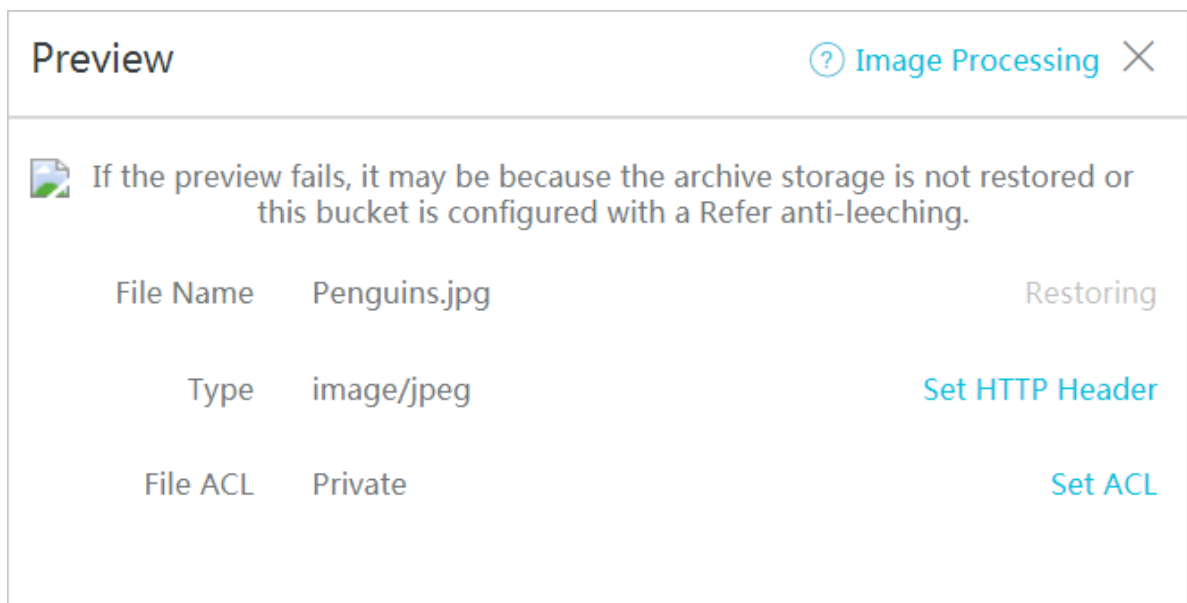 Preview
? Image Processing
If the preview fails, it may be because the archive storage is not restored or
this bucket is configured with a Refer anti-leeching.
File Name Penguins.jpg Restoring
Type image/jpeg Set HTTP Header
File ACL Private Set ACL